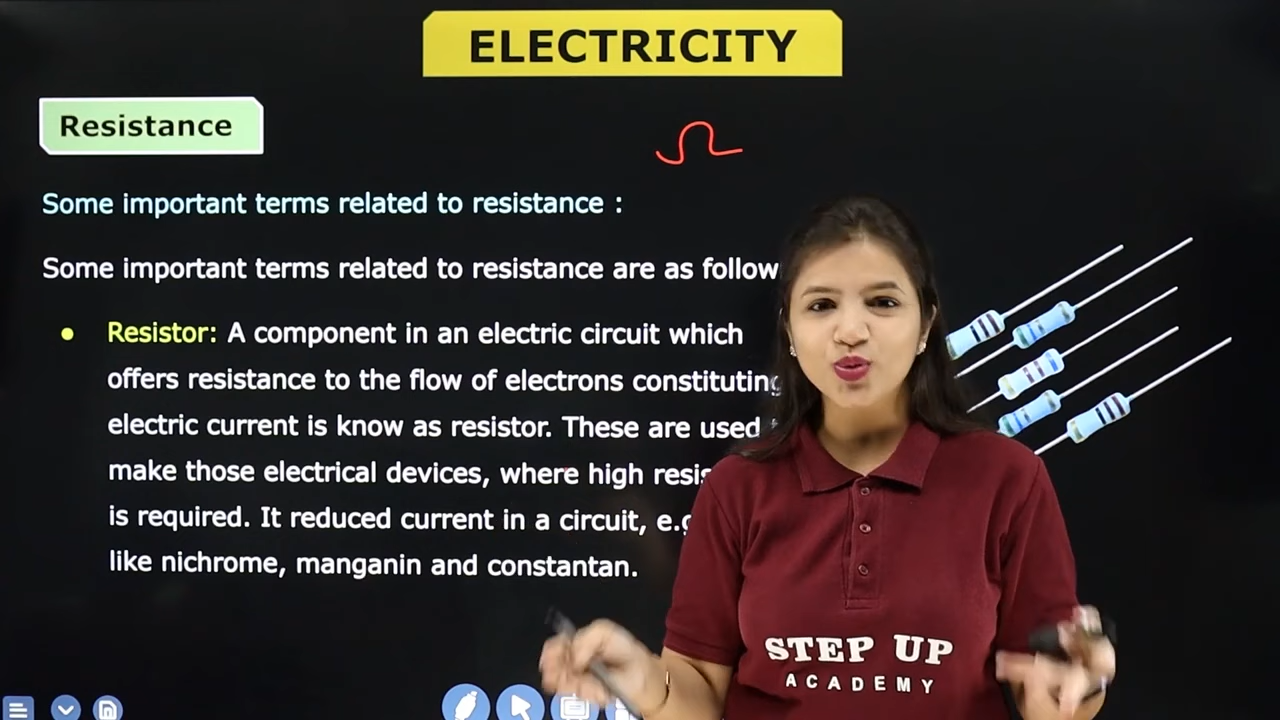 ELECTRICITY
Resistance
Ω
Some important terms related to resistance :
Some important terms related to resistance are as follow
Resistor: A component in an electric circuit which
offers resistance to the flow of electrons constituting
electric current is know as resistor. These are used
make those electrical devices, where high resis
is required. It reduced current in a circuit, e.g
like nichrome, manganin and constantan.
STEP UP
ACADEMY